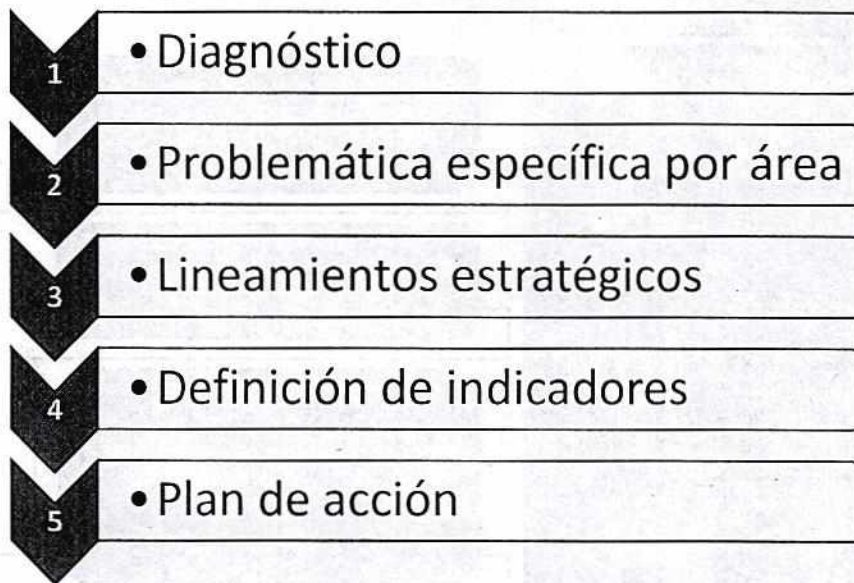 1
• Diagnóstico
2
• Problemática específica por área
3
• Lineamientos estratégicos
4
• Definición de indicadores
5
• Plan de acción